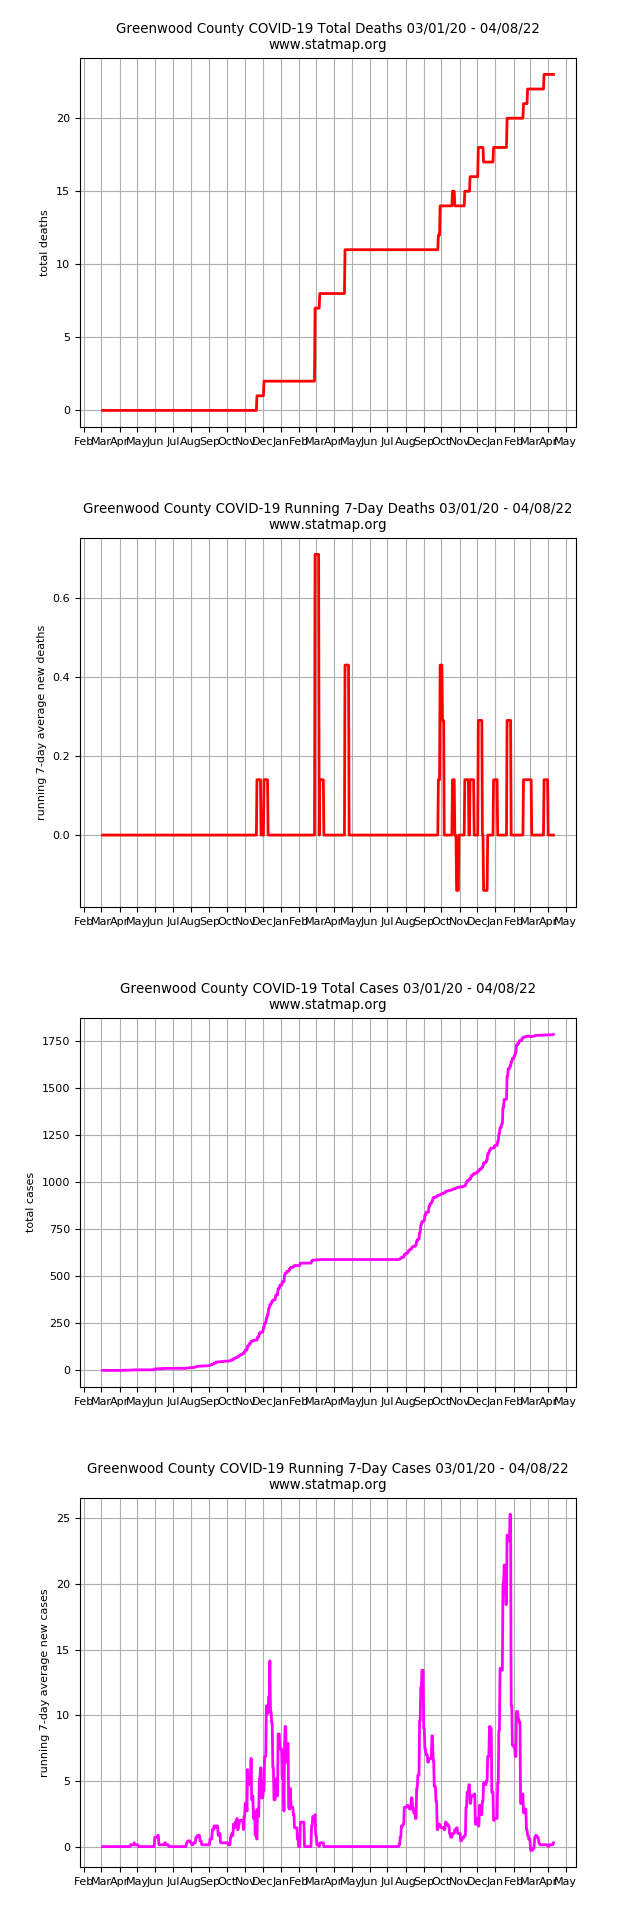 Greenwood County COVID-19 Total Deaths 03/01/20 - 04/08/22
www.statmap.org
20
15
10
5
0
total deaths
Feb Mar Apr May Jun Jul Aug Sep Oct Nov Dec Jan Feb Mar Apr May Jun Jul Aug Sep Oct Nov Dec Jan Feb Mar Apr May
Greenwood County COVID-19 Running 7-Day Deaths 03/01/20 - 04/08/22
www.statmap.org
0.6
0.4
0.2
0.0
running 7-day average new deaths
Feb Mar Apr May Jun Jul Aug Sep Oct Nov Dec Jan Feb Mar Apr May Jun Jul Aug Sep Oct Nov Dec Jan Feb Mar Apr May
Greenwood County COVID-19 Total Cases 03/01/20 - 04/08/22
www.statmap.org
1750
1500
1250
1000
750
500
250
0
total cases
Feb Mar Apr May Jun Jul Aug Sep Oct Nov Dec Jan Feb Mar Apr May Jun Jul Aug Sep Oct Nov Dec Jan Feb Mar Apr May
Greenwood County COVID-19 Running 7-Day Cases 03/01/20 - 04/08/22
www.statmap.org
25
20
15
10
5
0
running 7-day average new cases
Feb Mar Apr May Jun Jul Aug Sep Oct Nov Dec Jan Feb Mar Apr May Jun Jul Aug Sep Oct Nov Dec Jan Feb Mar Apr May